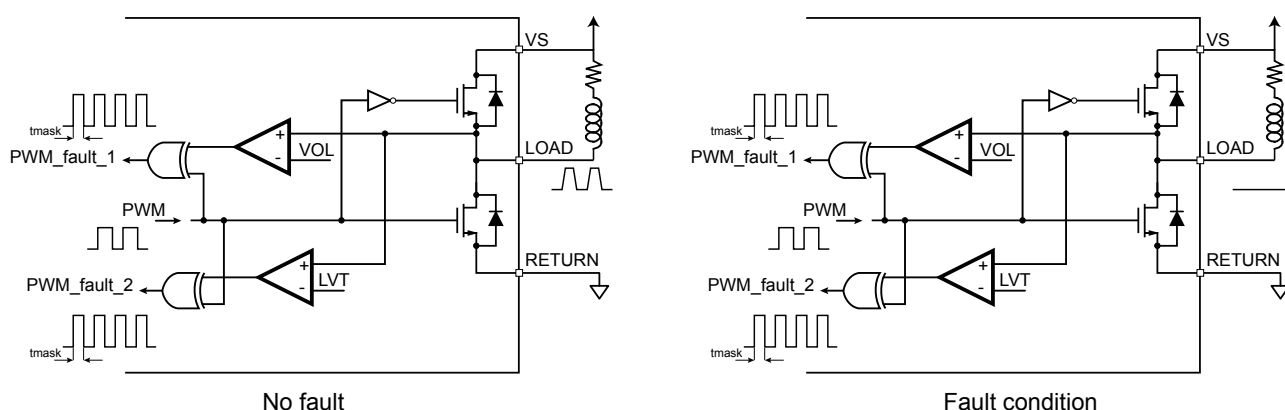 VS
tmask
+
-
PWM_fault_1
VOL
LOAD
PWM
RETURN
+
PWM_fault_2
-
LVT
tmask
No fault
VS
tmask
+
-
PWM_fault_1
VOL
LOAD
PWM
RETURN
+
PWM_fault_2
-
LVT
tmask
Fault condition